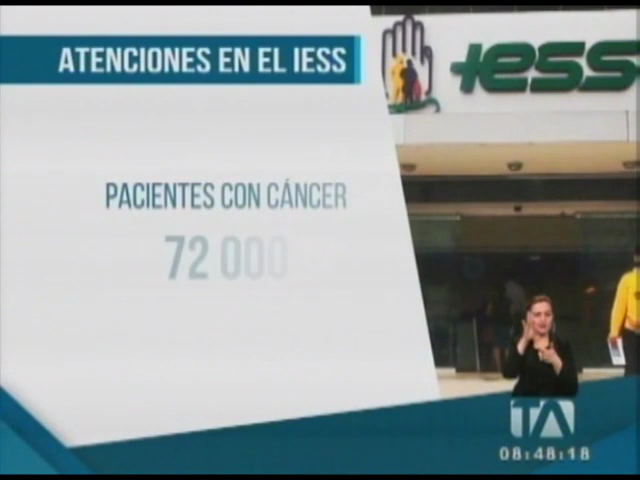 ATENCIONES EN EL IESS
IESS
PACIENTES CON CÁNCER
72 000
TA
08:48:18